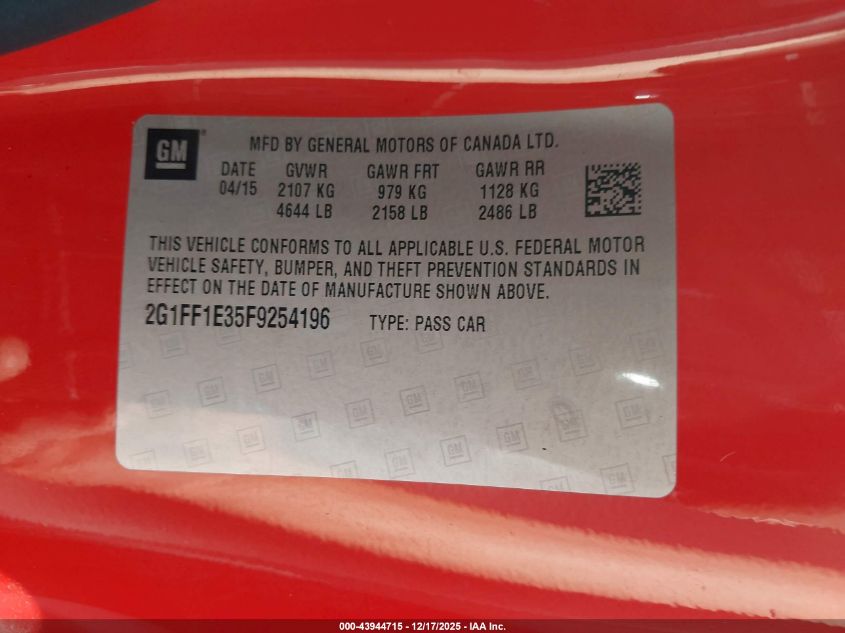 GM
MFD BY GENERAL MOTORS OF CANADA LTD.
DATE GVWR GAWR FRT GAWR RR
04/15 2107 KG 979 KG 1128 KG
4644 LB 2158 LB 2486 LB
THIS VEHICLE CONFORMS TO ALL APPLICABLE U.S. FEDERAL MOTOR
VEHICLE SAFETY, BUMPER, AND THEFT PREVENTION STANDARDS IN
EFFECT ON THE DATE OF MANUFACTURE SHOWN ABOVE.
2G1FF1E35F9254196 TYPE: PASS CAR
000-43944715 - 12/17/2025 - IAA Inc.